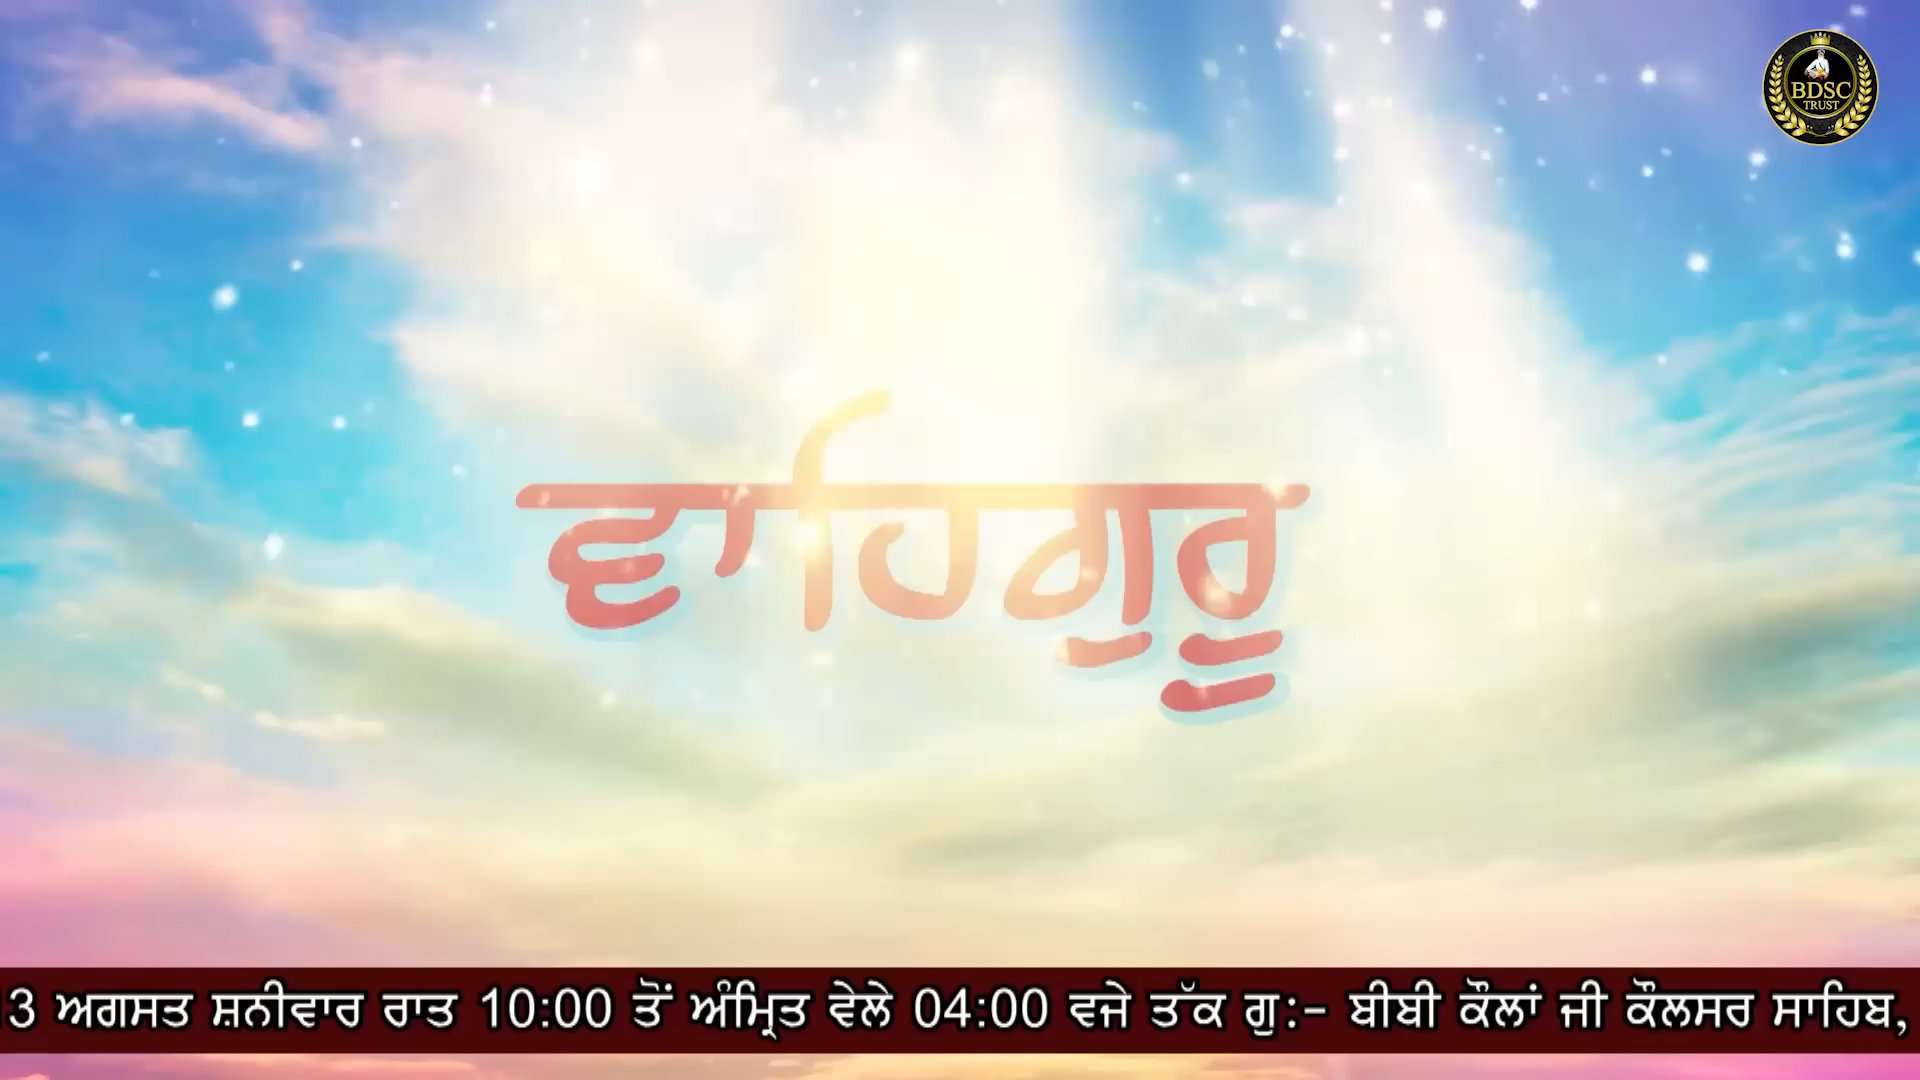 BDSC
TRUST
ਵਾਹਿਗੁਰੂ
3 ਅਗਸਤ ਸ਼ਨੀਵਾਰ ਰਾਤ 10:00 ਤੋਂ ਅੰਮ੍ਰਿਤ ਵੇਲੇ 04:00 ਵਜੇ ਤੱਕ ਗੁ:- ਬੀਬੀ ਕੌਲਾਂ ਜੀ ਕੌਲਸਰ ਸਾਹਿਬ,